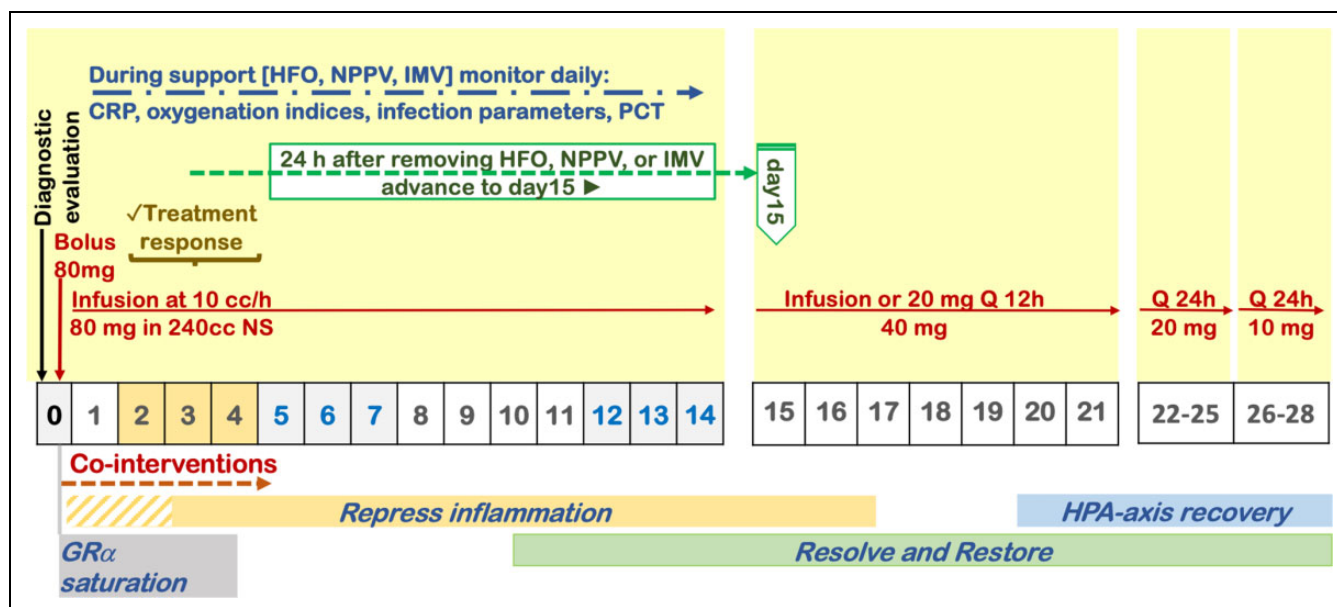 During support [HFO, NPPV, IMV] monitor daily:
CRP, oxygenation indices, infection parameters, PCT
Diagnostic
evaluation
24 h after removing HFO, NPPV, or IMV
advance to day15 ►
day15
√Treatment
response
Bolus
80mg
Infusion at 10 cc/h
80 mg in 240cc NS
Infusion or 20 mg Q 12h
40 mg
Q 24h
20 mg
Q 24h
10 mg
0 1 2 3 4 5 6 7 8 9 10 11 12 13 14 15 16 17 18 19 20 21 22-25 26-28
Co-interventions
Repress inflammation
HPA-axis recovery
GRα
saturation
Resolve and Restore